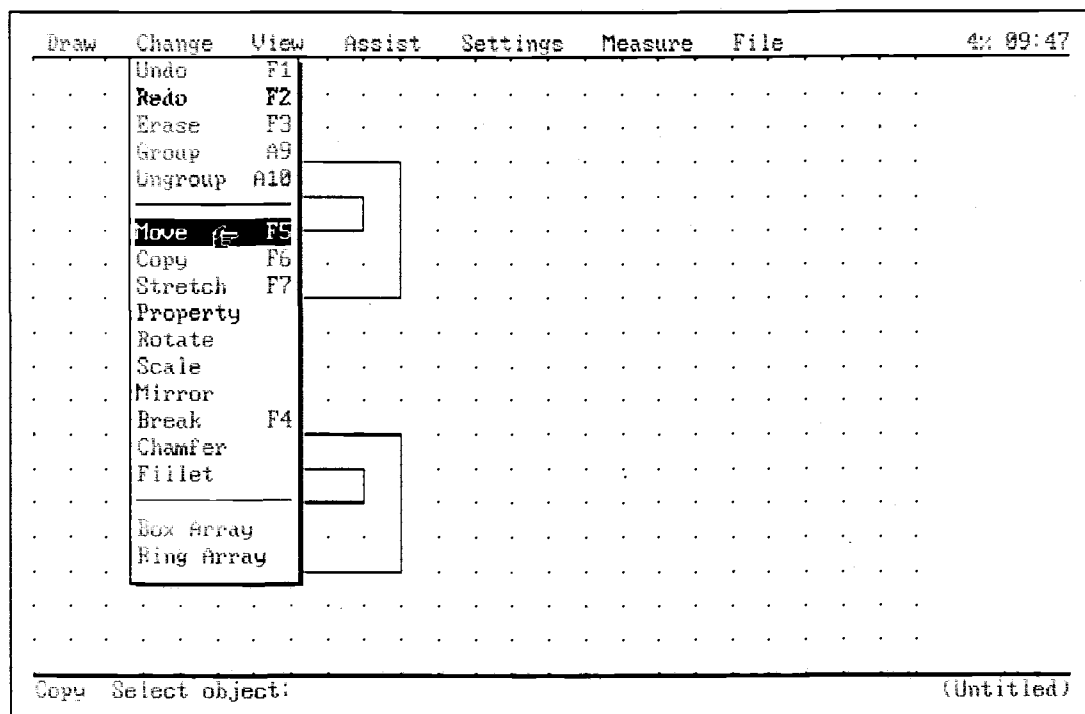 Draw Change View Assist Settings Measure File 4% 09:47
Undo F1
Redo F2
Erase F3
Group A9
Ungroup A10
Move F5
Copy F6
Stretch F7
Property
Rotate
Scale
Mirror
Break F4
Chamfer
Fillet
Box Array
Ring Array
Copy Select object: (Untitled)